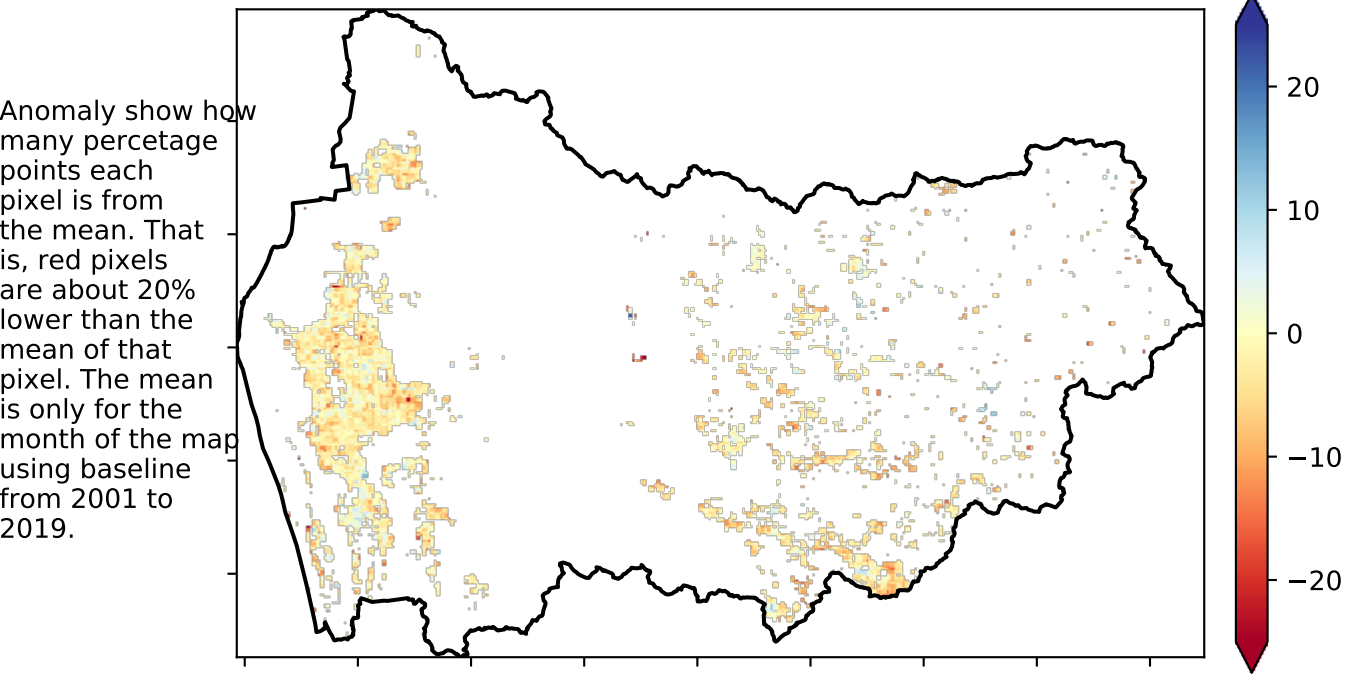 Anomaly show how
many percetage
points each
pixel is from
the mean. That
is, red pixels
are about 20%
lower than the
mean of that
pixel. The mean
is only for the
month of the map
using baseline
from 2001 to
2019.
20
10
0
−10
−20